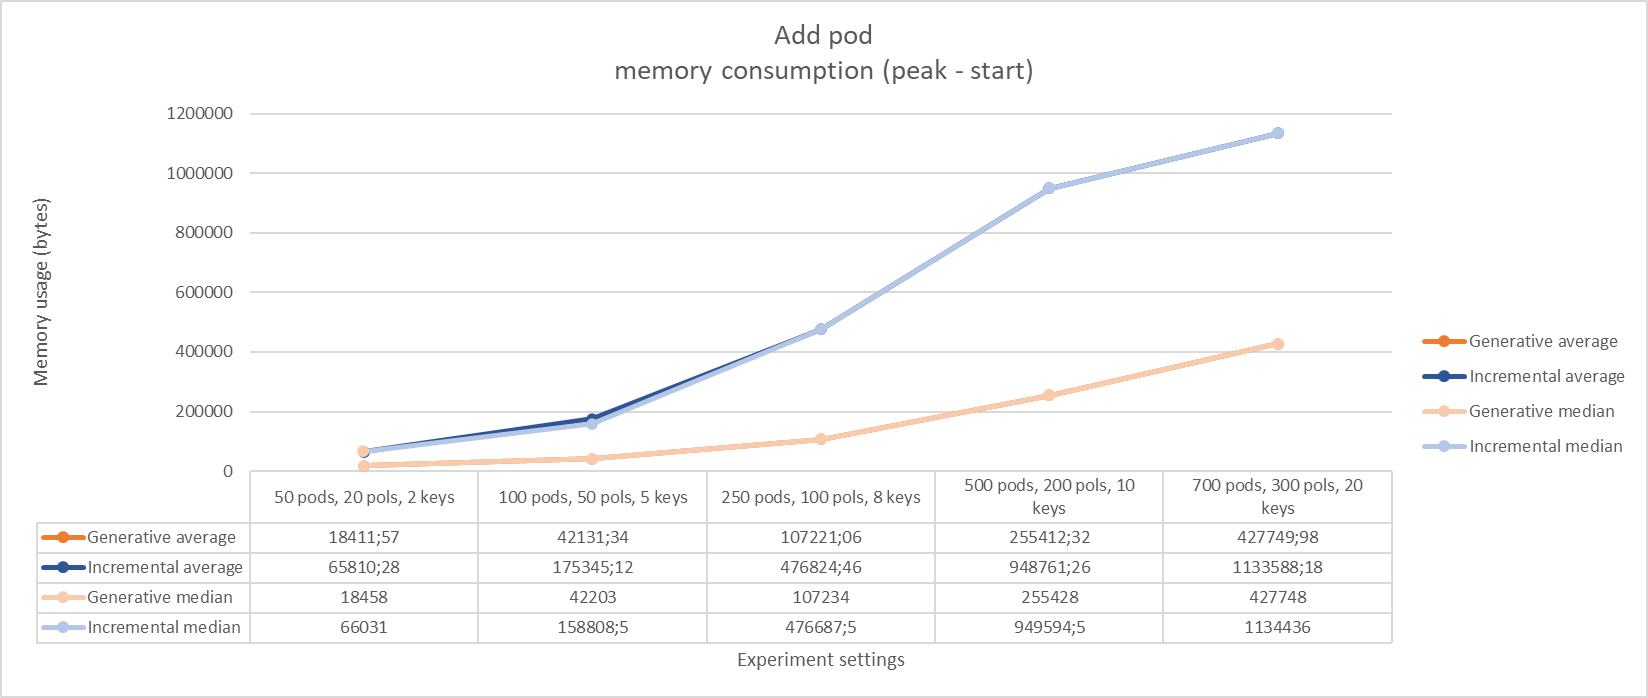 Add pod
memory consumption (peak - start)
Memory usage (bytes)
1200000
1000000
800000
600000
400000
200000
0
Generative average
Incremental average
Generative median
Incremental median
50 pods, 20 pols, 2 keys 100 pods, 50 pols, 5 keys 250 pods, 100 pols, 8 keys 500 pods, 200 pols, 10 keys 700 pods, 300 pols, 20 keys
Generative average 18411;57 42131;34 107221;06 255412;32 427749;98
Incremental average 65810;28 175345;12 476824;46 948761;26 1133588;18
Generative median 18458 42203 107234 255428 427748
Incremental median 66031 158808;5 476687;5 949594;5 1134436
Experiment settings